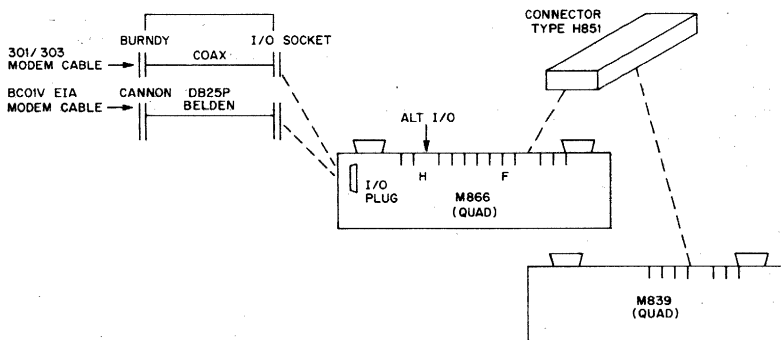 CONNECTOR
TYPE H851
BURNDY I/O SOCKET
301/303
MODEM CABLE
COAX
BC01V EIA
MODEM CABLE
CANNON DB25P
BELDEN
ALT I/O
H F
I/O
PLUG
M866
(QUAD)
M839
(QUAD)